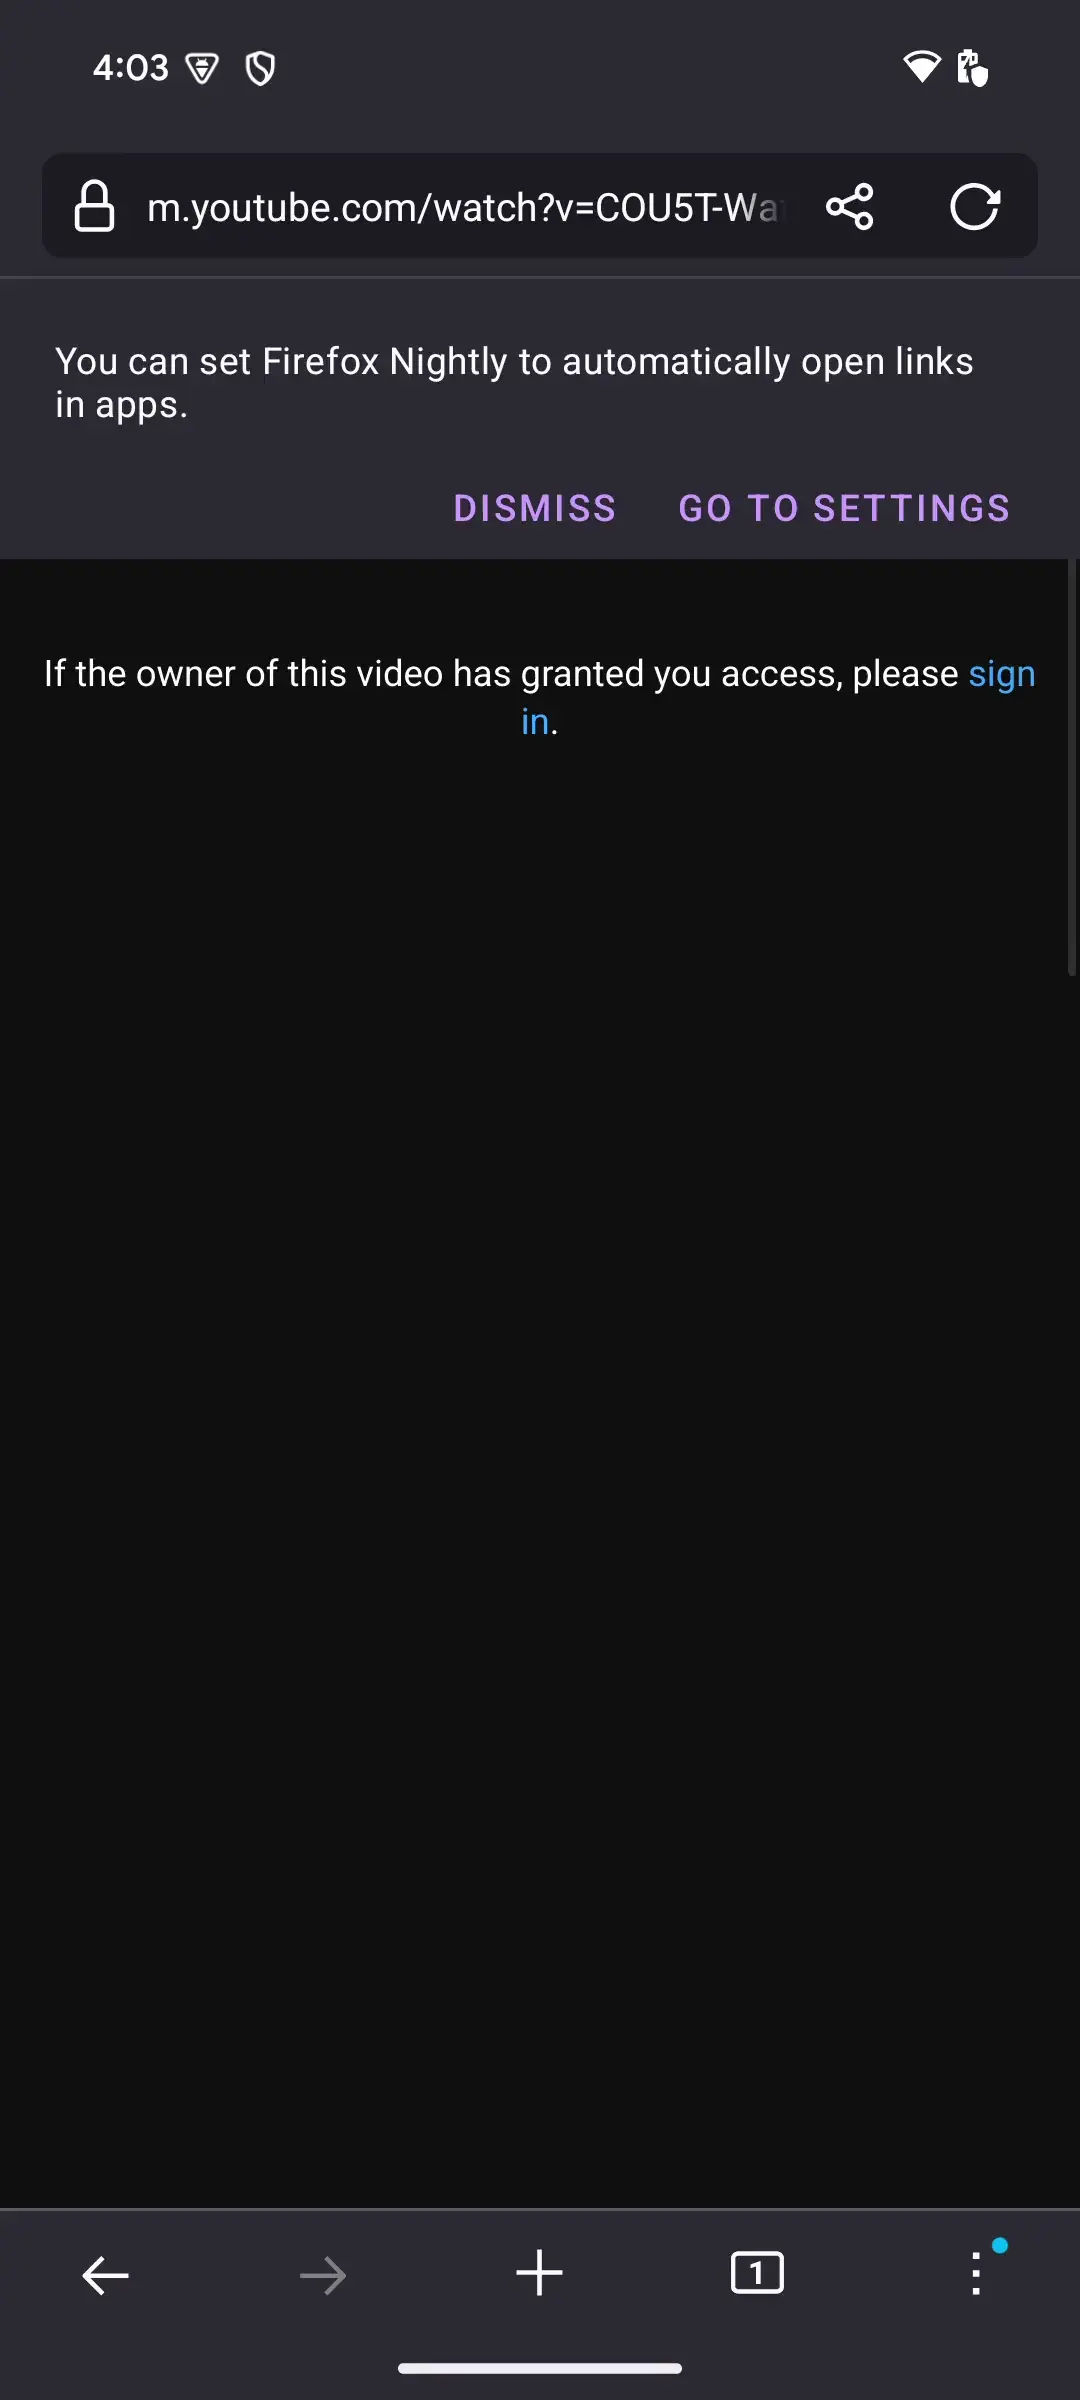 4:03
m.youtube.com/watch?v=COU5T-Wa
You can set Firefox Nightly to automatically open links
in apps.
DISMISS GO TO SETTINGS
If the owner of this video has granted you access, please sign
in.
1